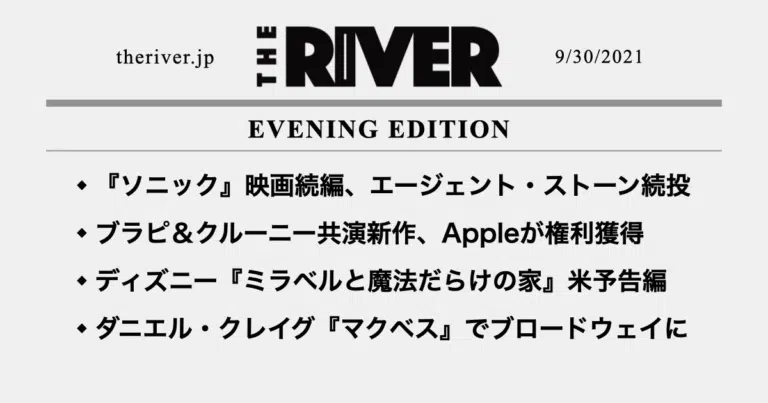 theriver.jp
THE RIVER
9/30/2021
EVENING EDITION
◆『ソニック』映画続編、エージェント・ストーン続投
◆ブラピ&クルーニー共演新作、Appleが権利獲得
◆ディズニー『ミラベルと魔法だらけの家』米予告編
◆ダニエル・クレイグ『マクベス』でブロードウェイに